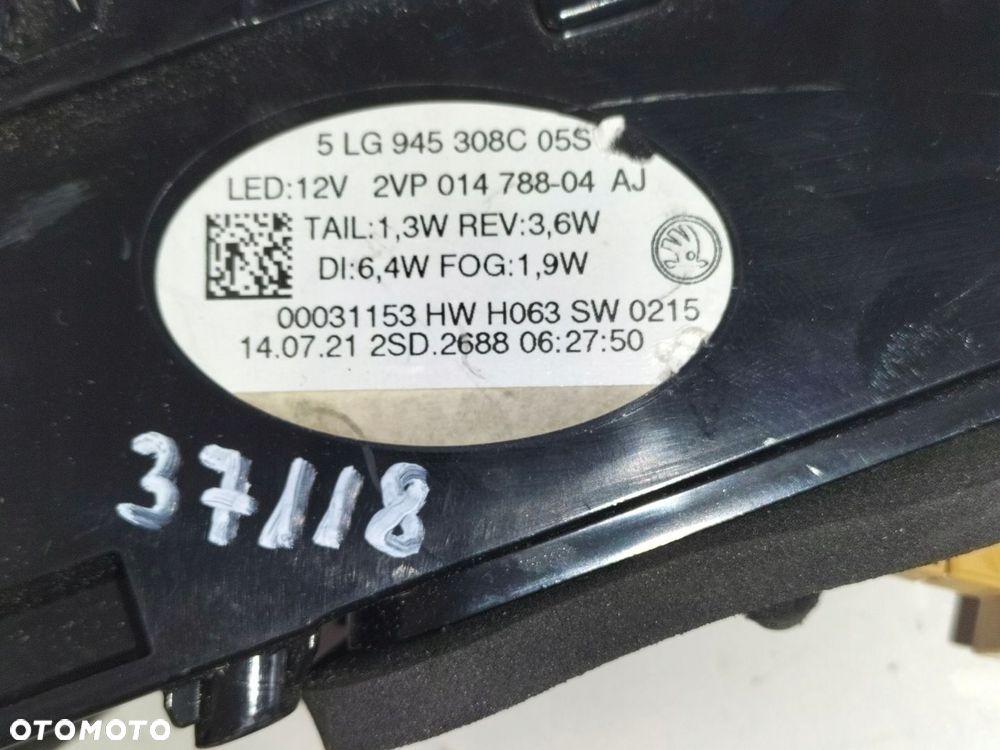 5 LG 945 308C 05S
LED:12V 2VP 014 788-04 AJ
TAIL:1,3W REV:3,6W
DI:6,4W FOG:1,9W
00031153 HW H063 SW 0215
14.07.21 2SD.2688 06:27:50
37118
OTOMOTO